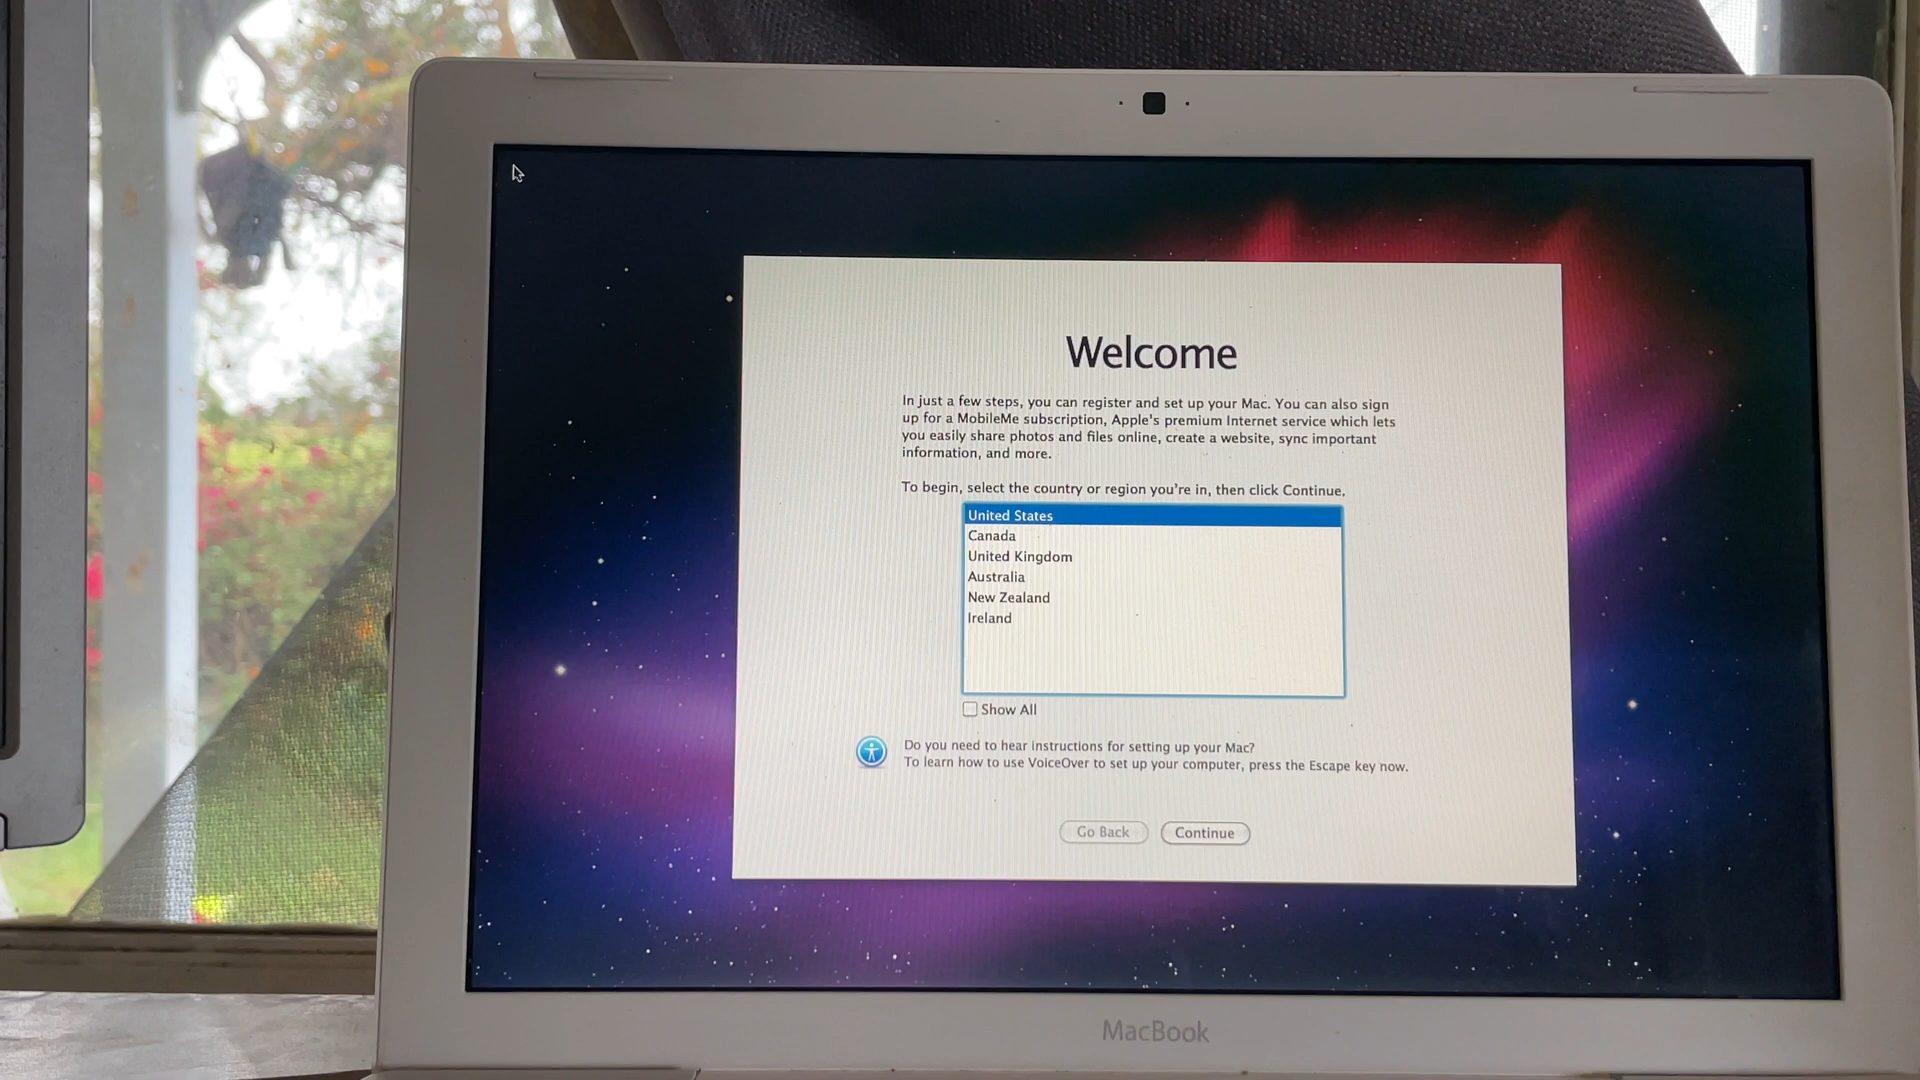 Welcome
In just a few steps, you can register and set up your Mac. You can also sign
up for a MobileMe subscription, Apple's premium Internet service which lets
you easily share photos and files online, create a website, sync important
information, and more.
To begin, select the country or region you're in, then click Continue.
United States
Canada
United Kingdom
Australia
New Zealand
Ireland
Show All
Do you need to hear instructions for setting up your Mac?
To learn how to use VoiceOver to set up your computer, press the Escape key now.
Go Back
Continue
MacBook